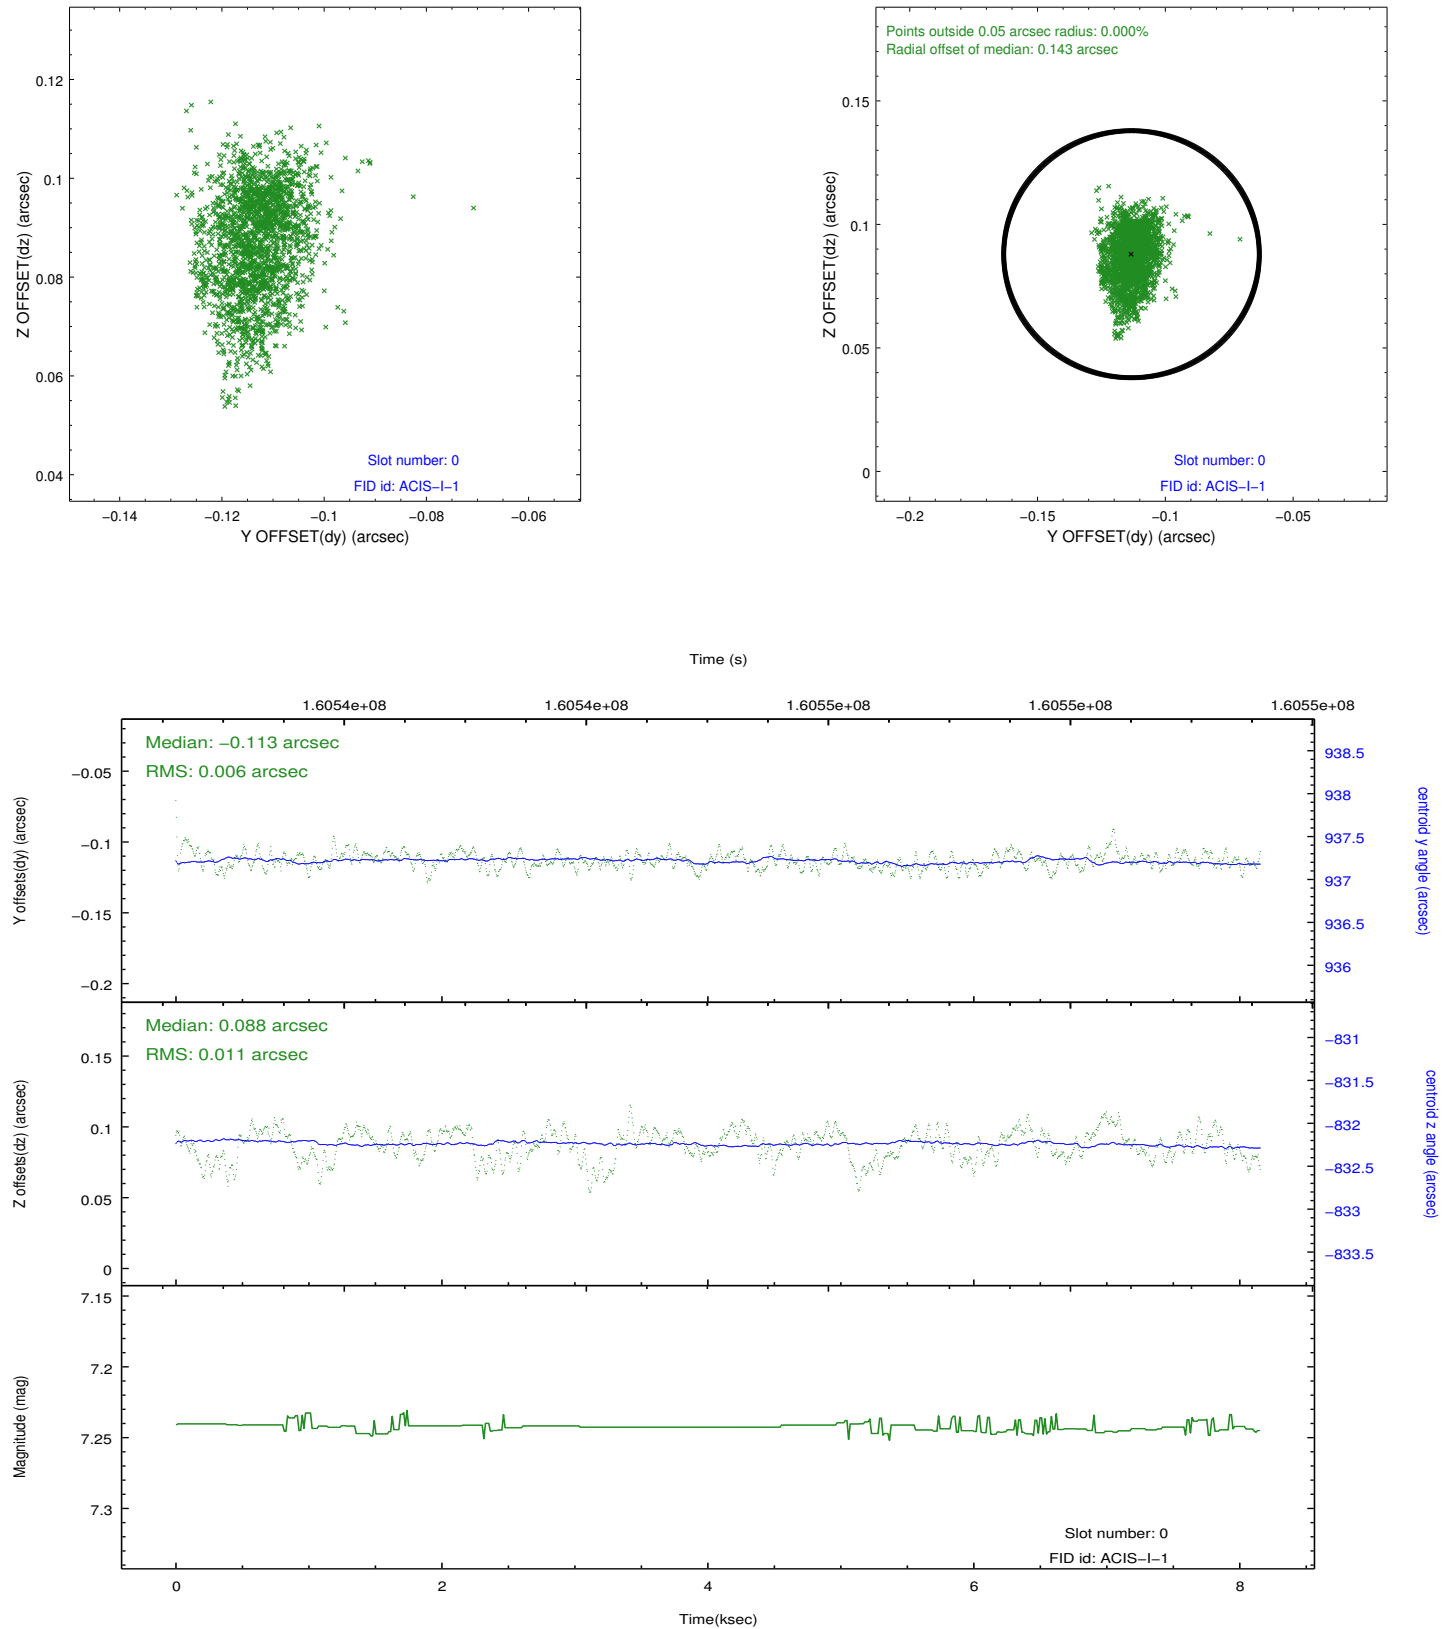 0.12
0.1
0.08
0.06
0.04
Z OFFSET(dz) (arcsec)
Slot number: 0
FID id: ACIS−I−1
−0.14 −0.12 −0.1 −0.08 −0.06
Y OFFSET(dy) (arcsec)
Points outside 0.05 arcsec radius: 0.000%
Radial offset of median: 0.143 arcsec
0.15
0.1
0.05
0
Z OFFSET(dz) (arcsec)
Slot number: 0
FID id: ACIS−I−1
−0.2 −0.15 −0.1 −0.05
Y OFFSET(dy) (arcsec)
Time (s)
1.6054e+08 1.6054e+08 1.6055e+08 1.6055e+08 1.6055e+08
Median: −0.113 arcsec
RMS: 0.006 arcsec
−0.05
−0.1
−0.15
−0.2
Y offsets(dy) (arcsec)
938.5
938
937.5
937
936.5
936
centroid y angle (arcsec)
Median: 0.088 arcsec
RMS: 0.011 arcsec
0.15
0.1
0.05
0
Z offsets(dz) (arcsec)
−831
−831.5
−832
−832.5
−833
−833.5
centroid z angle (arcsec)
7.15
7.2
7.25
7.3
Magnitude (mag)
Slot number: 0
FID id: ACIS−I−1
0 2 4 6 8
Time(ksec)